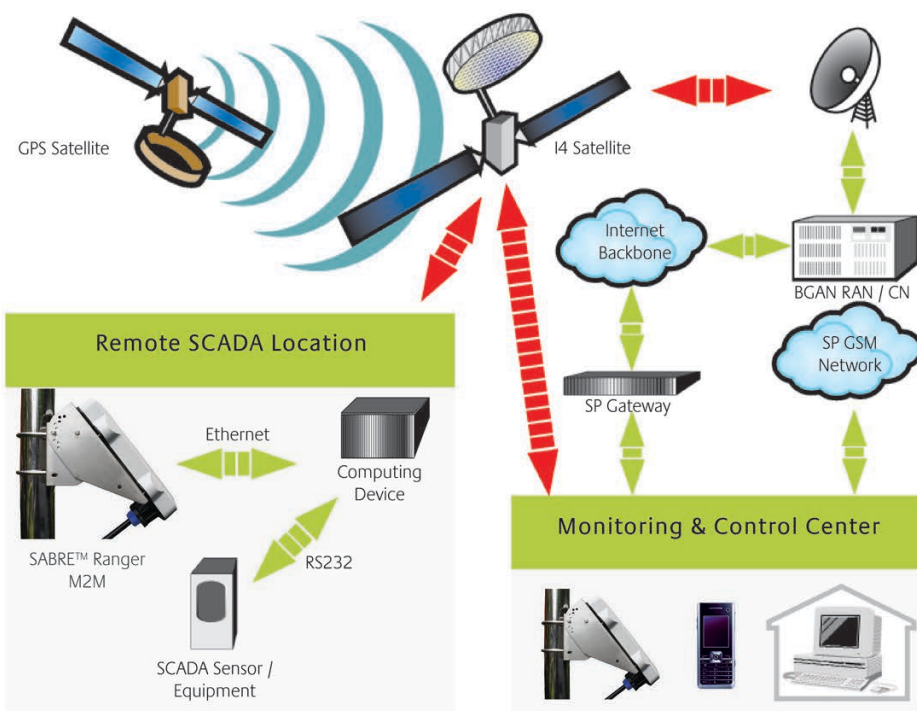 GPS Satellite
I4 Satellite
Internet
Backbone
BGAN RAN / CN
SP GSM
Network
SP Gateway
Remote SCADA Location
Ethernet
Computing
Device
SABRE™ Ranger
M2M
RS232
SCADA Sensor /
Equipment
Monitoring & Control Center